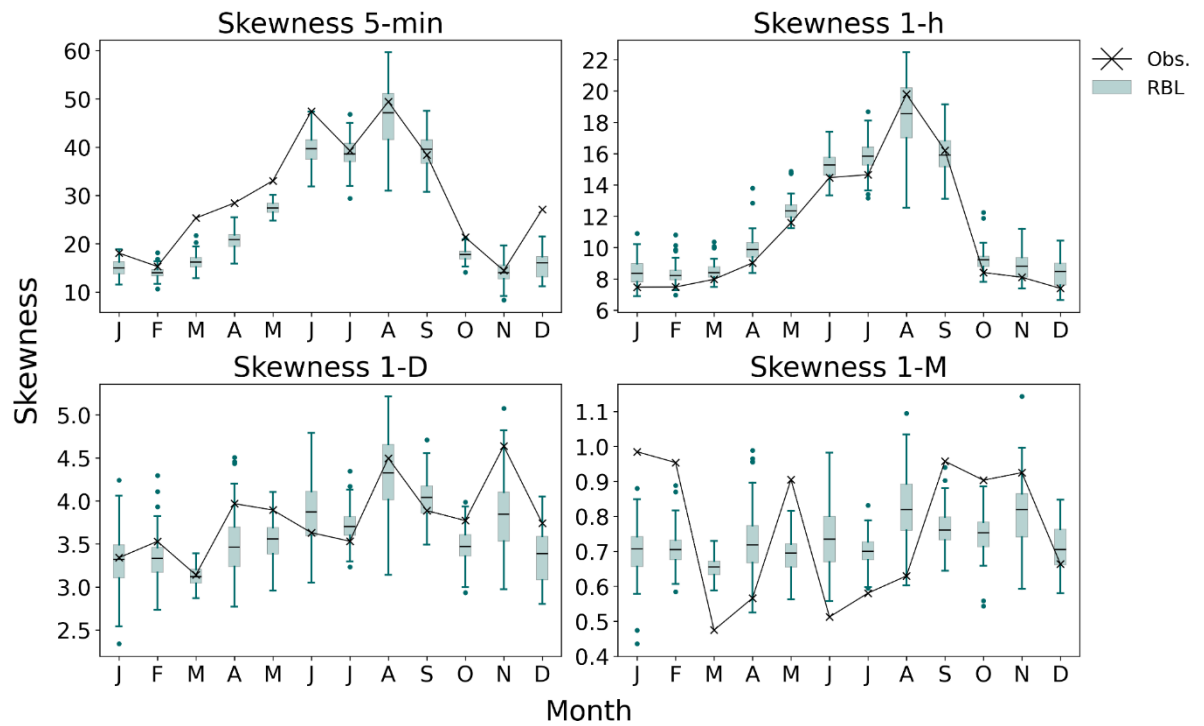 Skewness 5-min
60
50
40
30
20
10
J F M A M J J A S O N D
Skewness 1-h
22
20
18
16
14
12
10
8
6
J F M A M J J A S O N D
Obs.
RBL
Skewness 1-D
5.0
4.5
4.0
3.5
3.0
2.5
J F M A M J J A S O N D
Skewness 1-M
1.1
1.0
0.9
0.8
0.7
0.6
0.5
0.4
J F M A M J J A S O N D
Skewness
Month